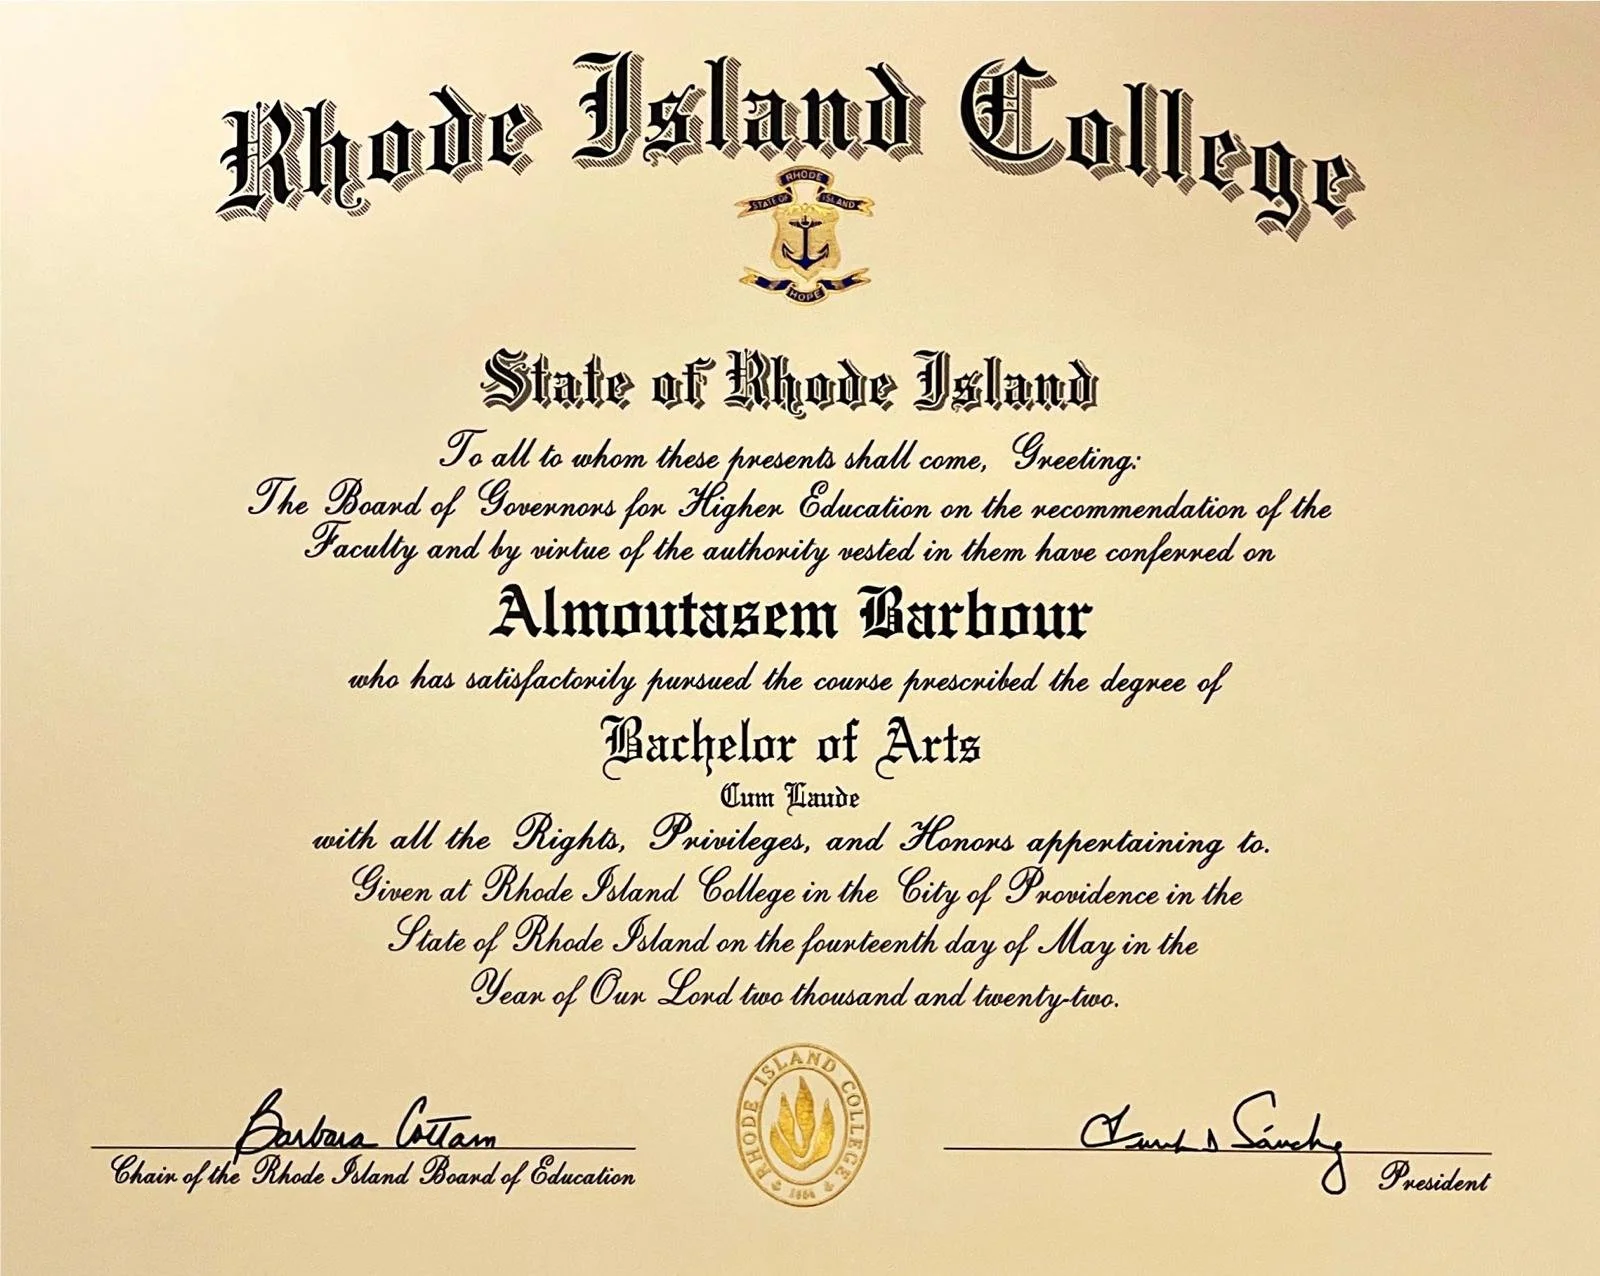 Rhode Island College
RHODE
STATE OF ISLAND
HOPE
State of Rhode Island
To all to whom these presents shall come, Greeting:
The Board of Governors for Higher Education on the recommendation of the
Faculty and by virtue of the authority vested in them have conferred on
Almoutasem Barbour
who has satisfactorily pursued the course prescribed the degree of
Bachelor of Arts
Cum Laude
with all the Rights, Privileges, and Honors appertaining to.
Given at Rhode Island College in the City of Providence in the
State of Rhode Island on the fourteenth day of May in the
Year of Our Lord two thousand and twenty-two.
Barbara Cottam
Chair of the Rhode Island Board of Education
RHODE ISLAND COLLEGE
1854
Sánchez
President